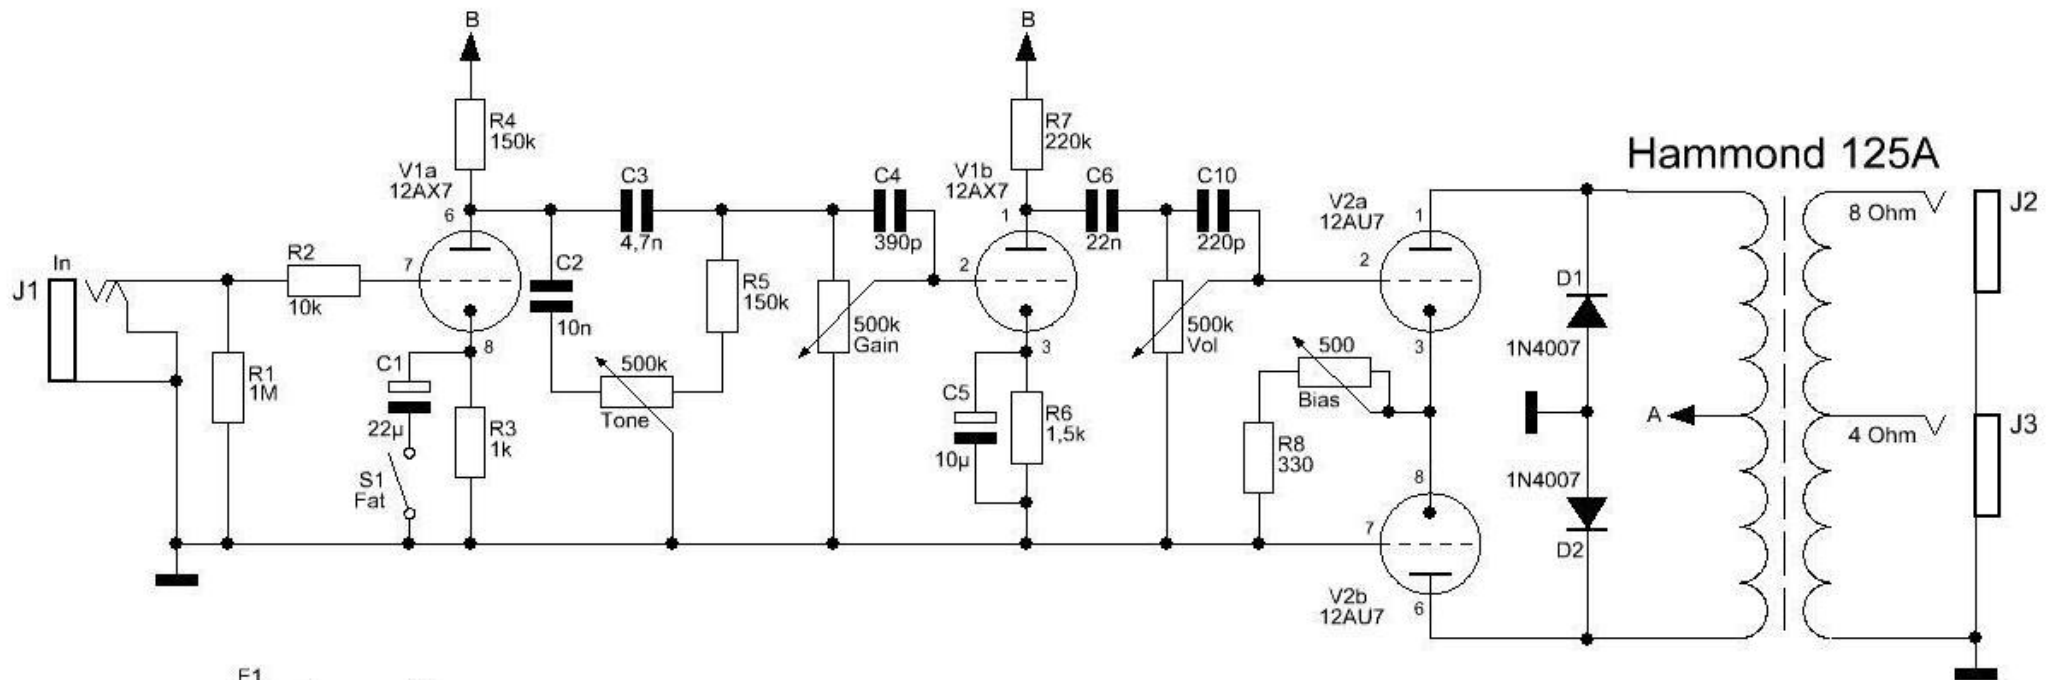 B
B
R4
150k
R7
220k
Hammond 125A
V1a
12AX7
6
C3
4,7n
C4
390p
V1b
12AX7
1
C6
22n
C10
220p
V2a
12AU7
1
8 Ohm
J2
In
J1
R2
10k
7
C2
10n
R5
150k
500k
Gain
2
500k
Vol
2
D1
1N4007
R1
1M
C1
22µ
8
500k
Tone
3
C5
10µ
R6
1,5k
500
Bias
3
A
4 Ohm
J3
R3
1k
S1
Fat
R8
330
8
1N4007
D2
7
V2b
12AU7
6